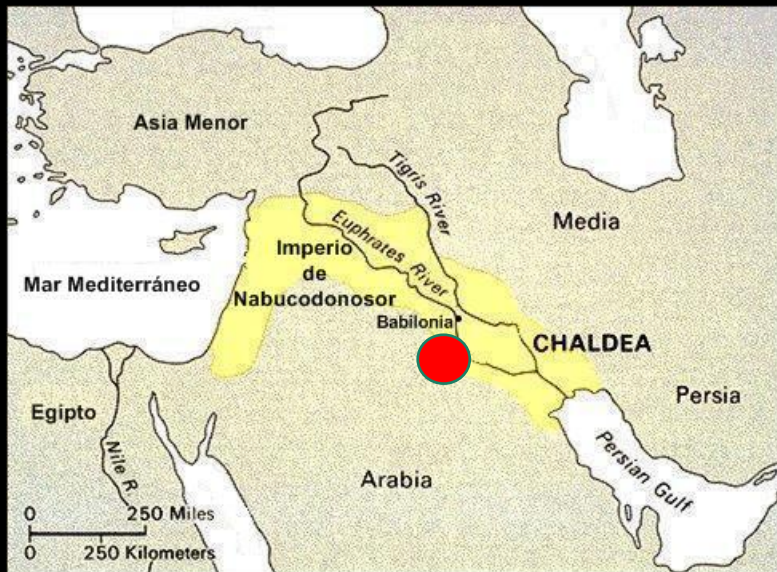 Asia Menor
Tigris River
Media
Euphrates River
Imperio
de
Nabucodonosor
Mar Mediterráneo
Babilonia
CHALDEA
Egipto
Persia
Nile R.
Arabia
Persian Gulf
0 250 Miles
0 250 Kilometers